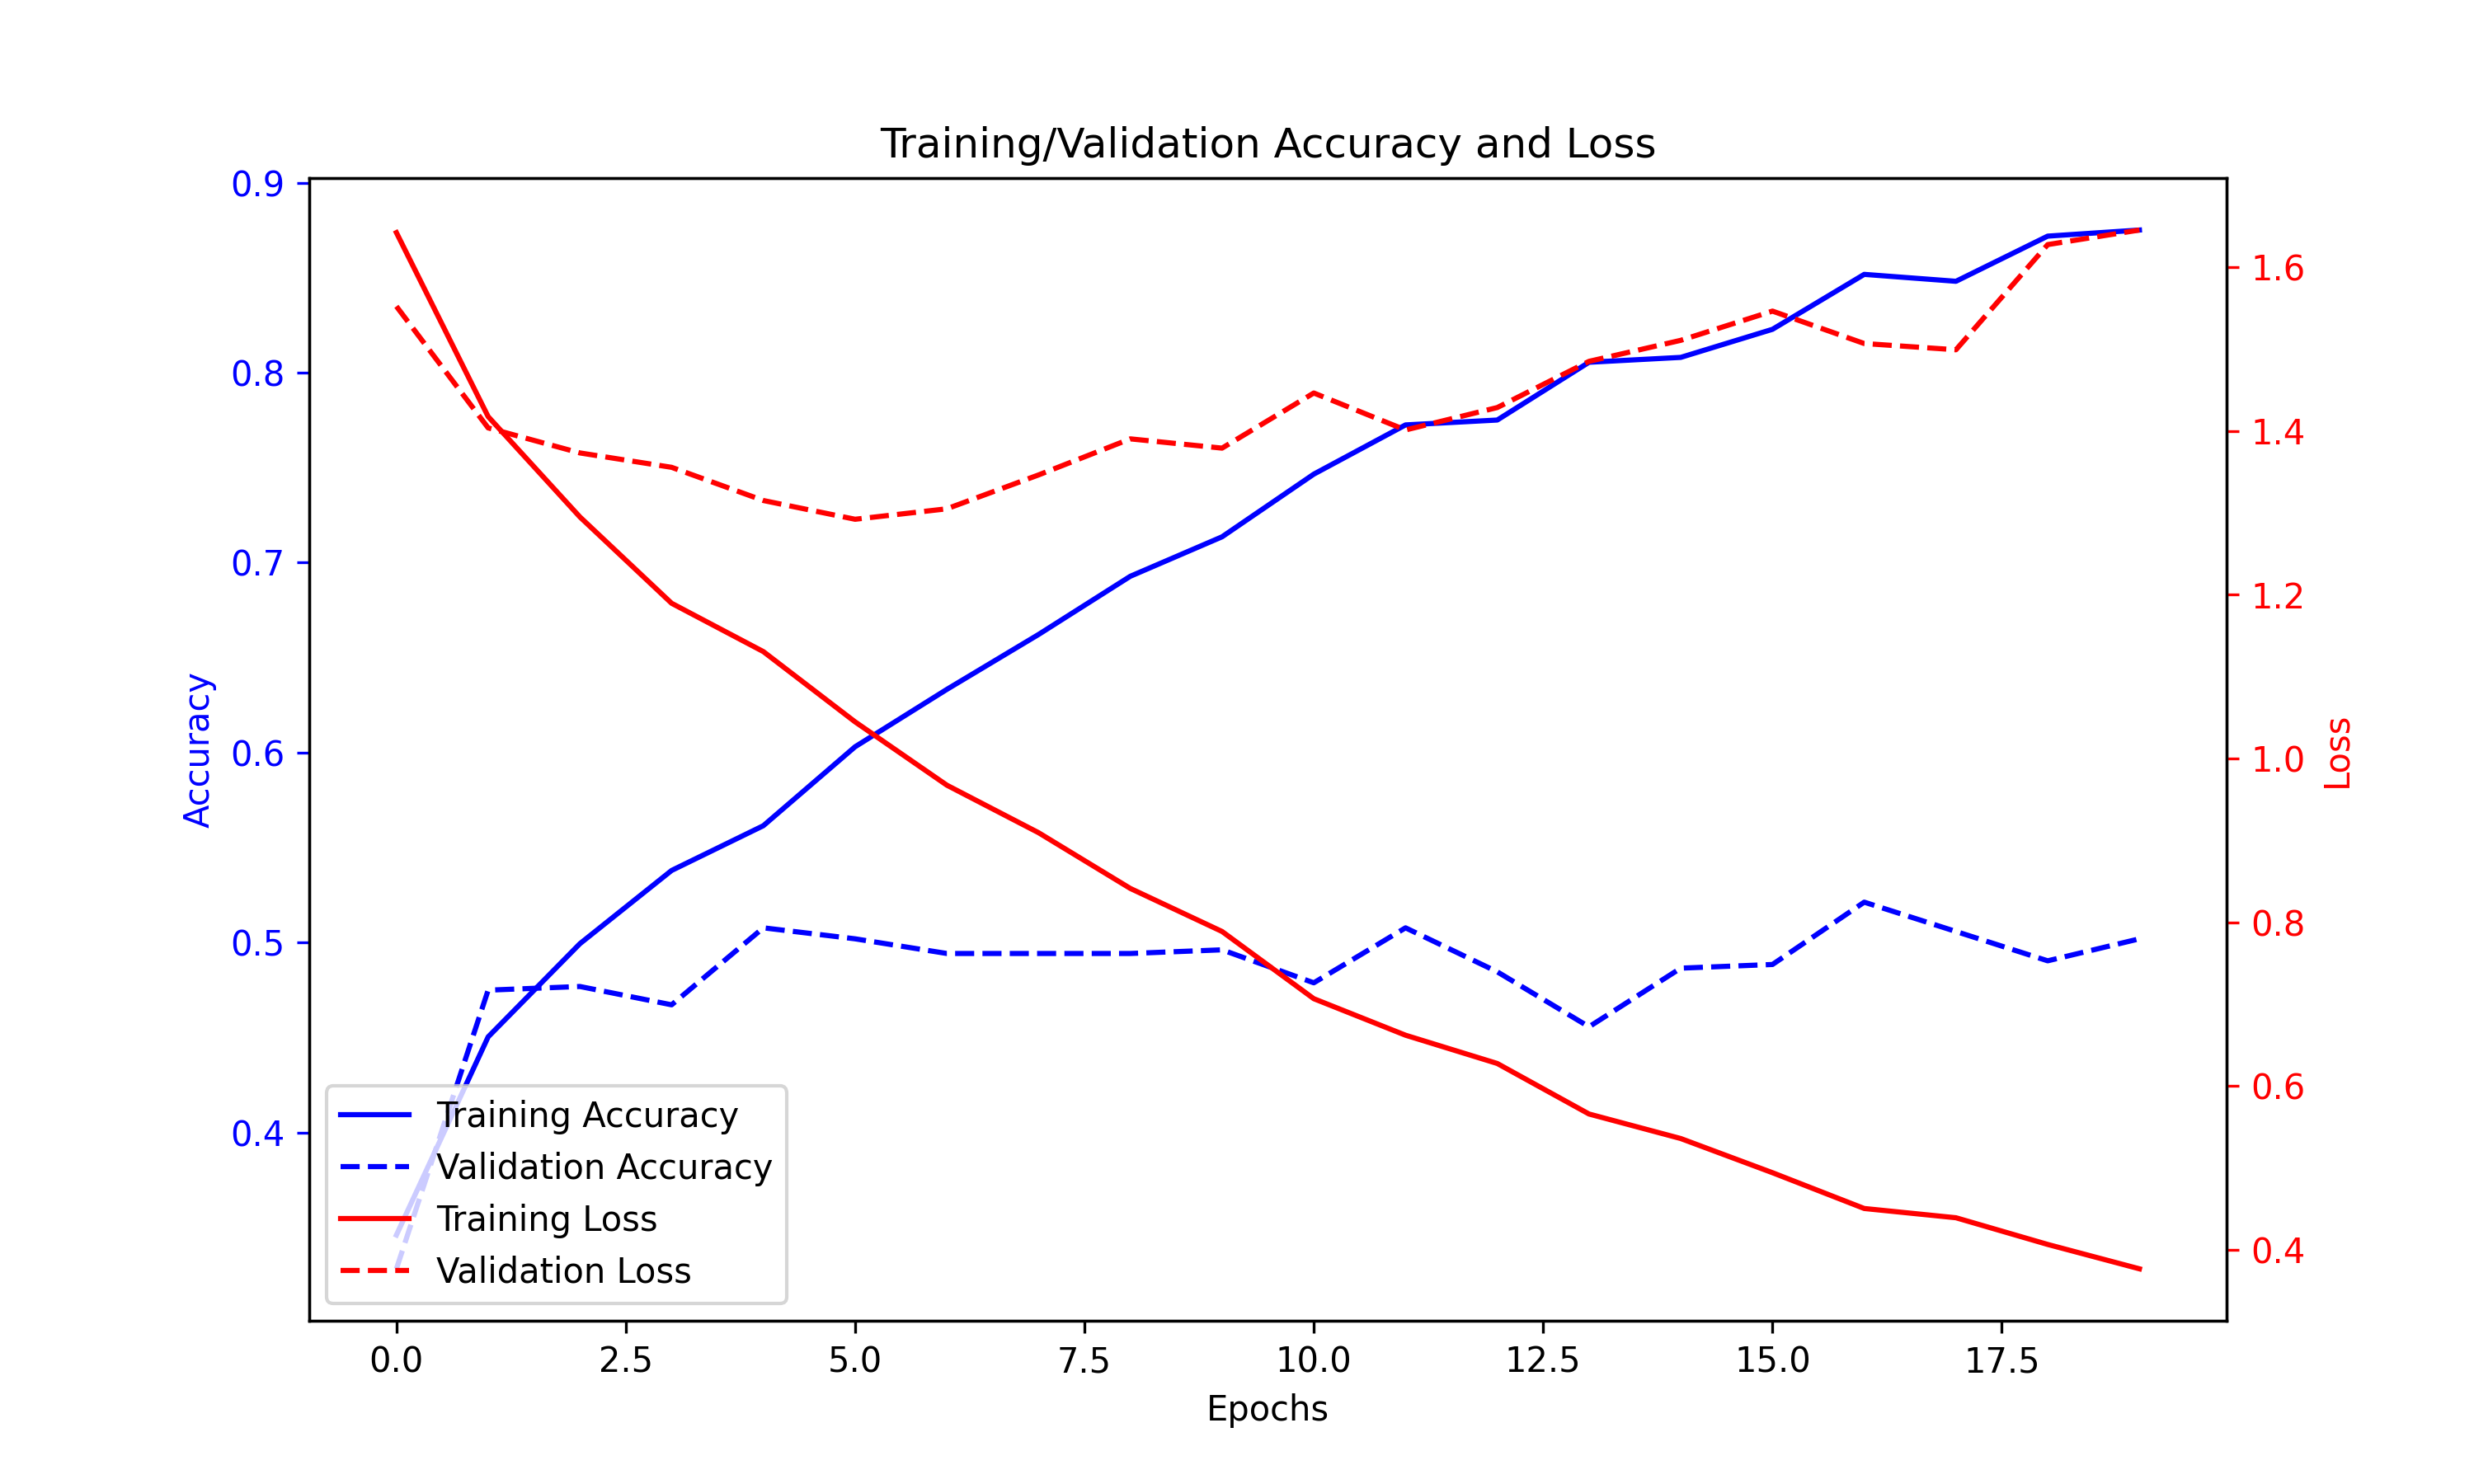 Training/Validation Accuracy and Loss
0.9
0.8
0.7
0.6
0.5
0.4
Accuracy
1.6
1.4
1.2
1.0
0.8
0.6
0.4
Loss
Training Accuracy
Validation Accuracy
Training Loss
Validation Loss
0.0 2.5 5.0 7.5 10.0 12.5 15.0 17.5
Epochs